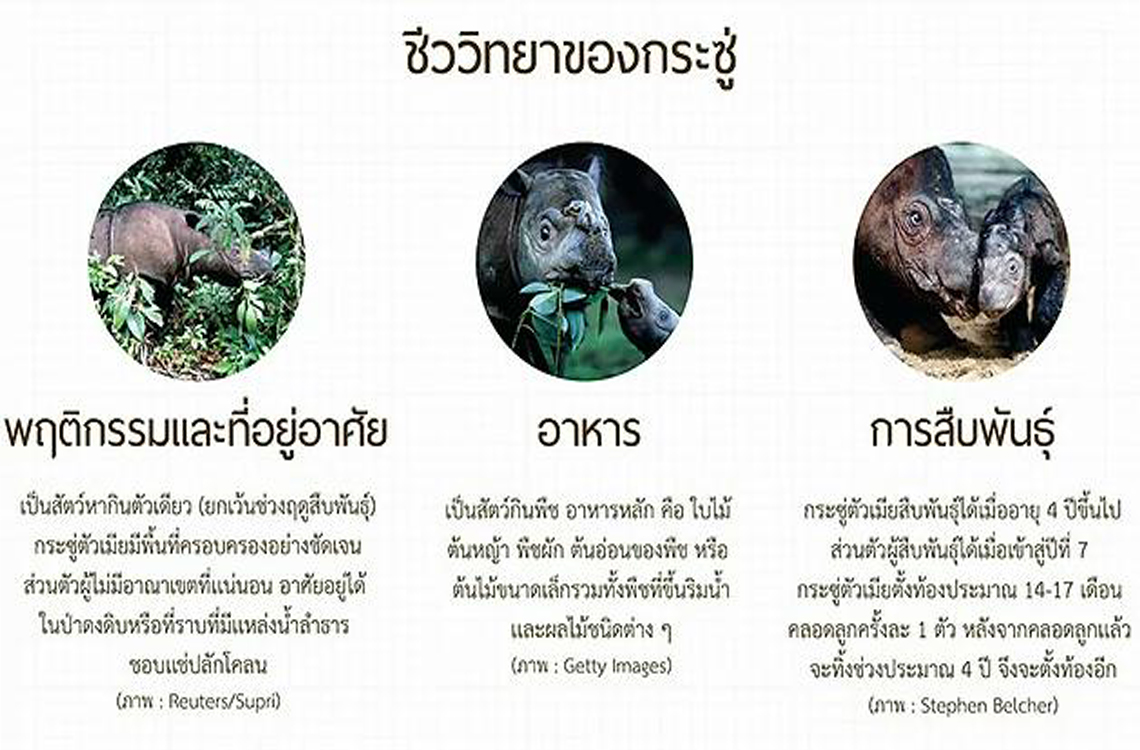 ชีววิทยาของกระซู่
พฤติกรรมและที่อยู่อาศัย
เป็นสัตว์หากินตัวเดียว (ยกเว้นช่วงฤดูสืบพันธุ์)
กระซู่ตัวเมียมีพื้นที่ครอบครองอย่างชัดเจน
ส่วนตัวผู้ไม่มีอาณาเขตที่แน่นอน อาศัยอยู่ได้
ในป่าดงดิบหรือที่ราบที่มีแหล่งน้ำลำธาร
ชอบแช่ปลักโคลน
(ภาพ : Reuters/Supri)
อาหาร
เป็นสัตว์กินพืช อาหารหลัก คือ ใบไม้
ต้นหญ้า พืชผัก ต้นอ่อนของพืช หรือ
ต้นไม้ขนาดเล็กรวมทั้งพืชที่ขึ้นริมน้ำ
และผลไม้ชนิดต่าง ๆ
(ภาพ : Getty Images)
การสืบพันธุ์
กระซู่ตัวเมียสืบพันธุ์ได้เมื่ออายุ 4 ปีขึ้นไป
ส่วนตัวผู้สืบพันธุ์ได้เมื่อเข้าสู่ปีที่ 7
กระซู่ตัวเมียตั้งท้องประมาณ 14-17 เดือน
คลอดลูกครั้งละ 1 ตัว หลังจากคลอดลูกแล้ว
จะทิ้งช่วงประมาณ 4 ปี จึงจะตั้งท้องอีก
(ภาพ : Stephen Belcher)